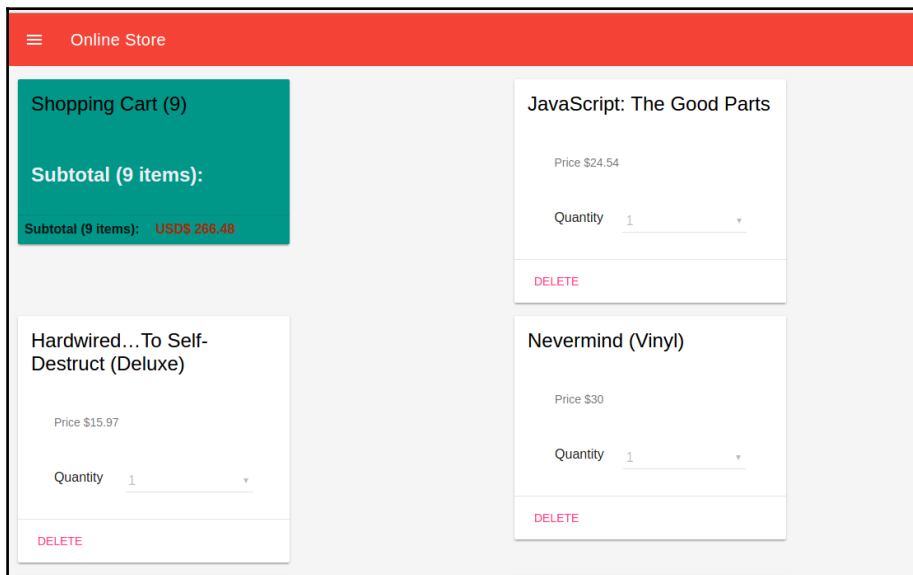 Online Store
Shopping Cart (9)
Subtotal (9 items):
Subtotal (9 items): USD$ 266.48
JavaScript: The Good Parts
Price $24.54
Quantity 1
DELETE
Hardwired…To Self-
Destruct (Deluxe)
Price $15.97
Quantity 1
DELETE
Nevermind (Vinyl)
Price $30
Quantity 1
DELETE